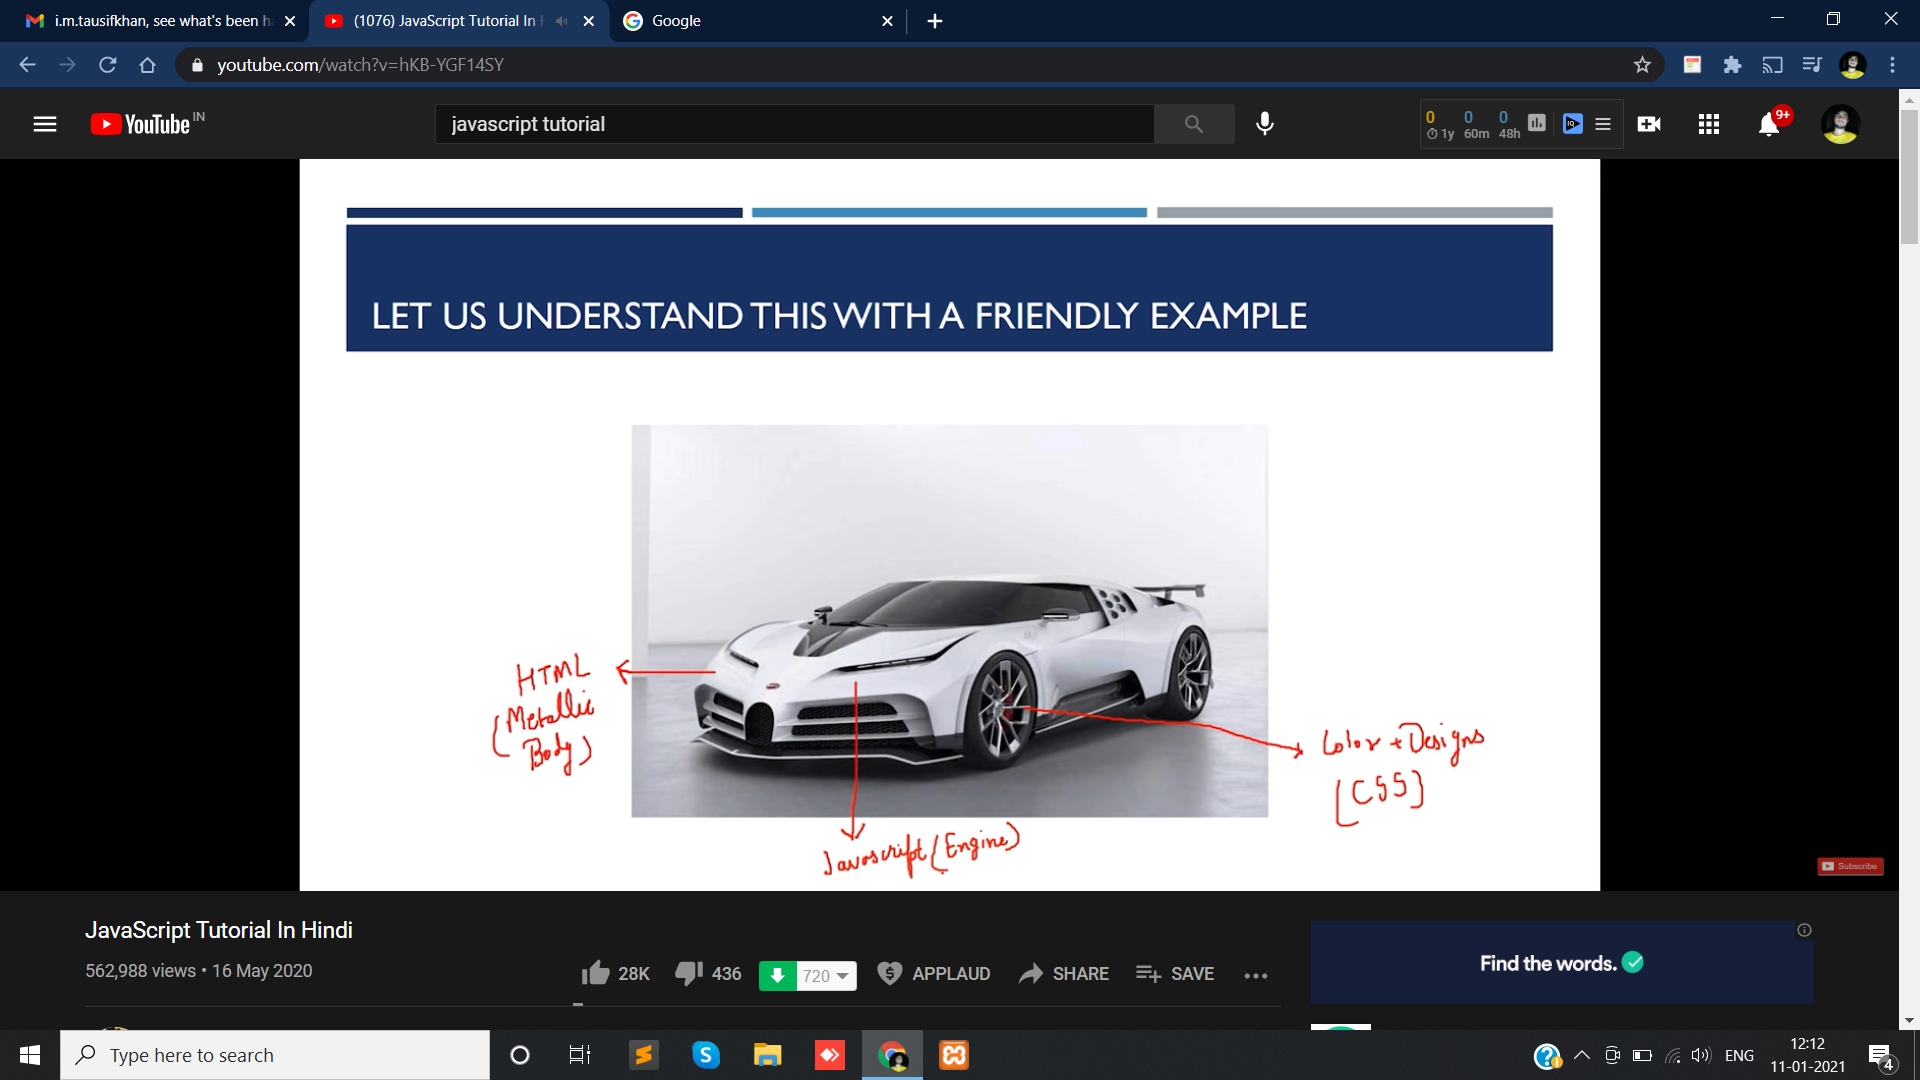 i.m.tausifkhan, see what's been h
(1076) JavaScript Tutorial In H
Google
youtube.com/watch?v=hKB-YGF14SY
YouTube IN
javascript tutorial
0 0 0
1y 60m 48h
9+
LET US UNDERSTAND THIS WITH A FRIENDLY EXAMPLE
HTML
(Metallic
Body)
Color + Designs
[CSS]
Javascript (Engine)
Subscribe
JavaScript Tutorial In Hindi
562,988 views • 16 May 2020
28K 436 720 APPLAUD SHARE SAVE
Find the words.
Type here to search
ENG
12:12
11-01-2021
4